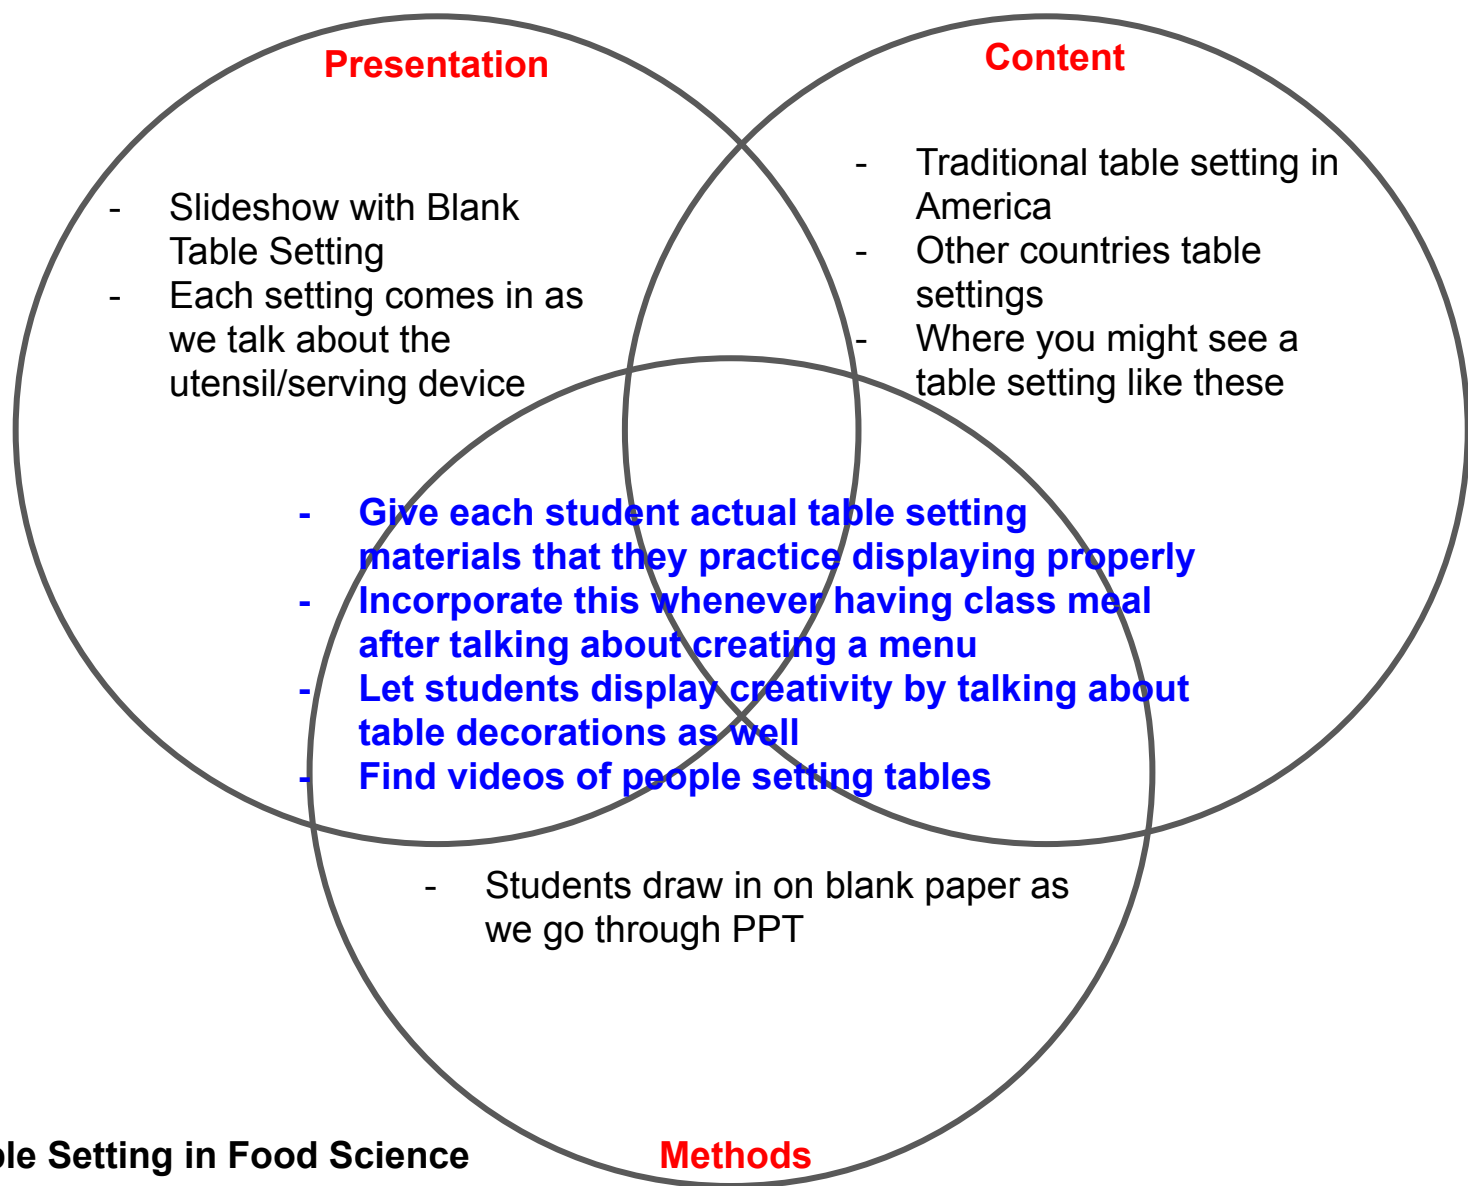 Presentation
Content
- Slideshow with Blank
Table Setting
- Each setting comes in as
we talk about the
utensil/serving device
- Traditional table setting in
America
- Other countries table
settings
- Where you might see a
table setting like these
- Give each student actual table setting
materials that they practice displaying properly
- Incorporate this whenever having class meal
after talking about creating a menu
- Let students display creativity by talking about
table decorations as well
- Find videos of people setting tables
- Students draw in on blank paper as
we go through PPT
Setting in Food Science
Methods